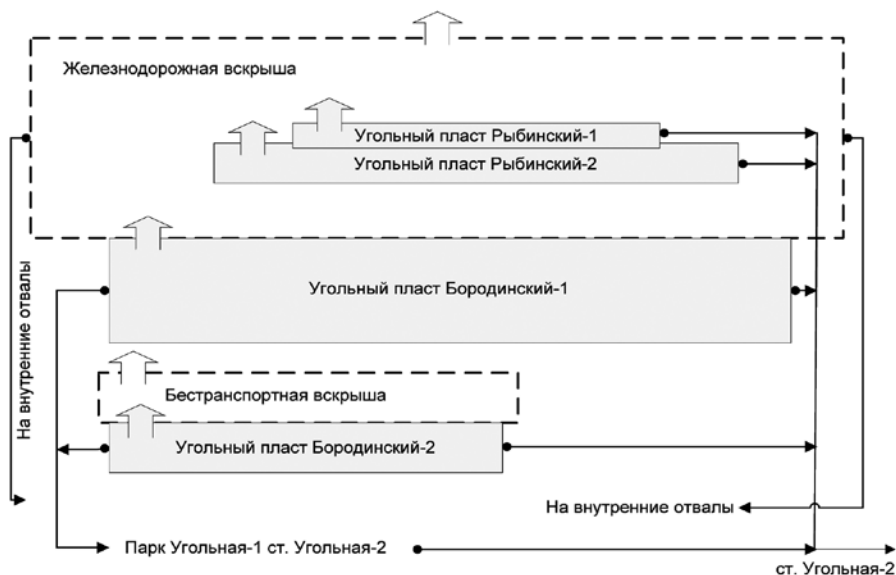 Железнодорожная вскрыша
Угольный пласт Рыбинский-1
Угольный пласт Рыбинский-2
Угольный пласт Бородинский-1
На внутренние отвалы
Бестранспортная вскрыша
Угольный пласт Бородинский-2
На внутренние отвалы
Парк Угольная-1 ст. Угольная-2
ст. Угольная-2